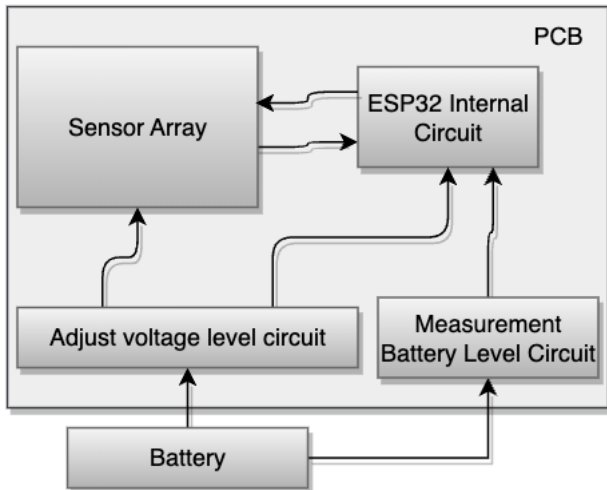 PCB
Sensor Array
ESP32 Internal
Circuit
Adjust voltage level circuit
Measurement
Battery Level Circuit
Battery